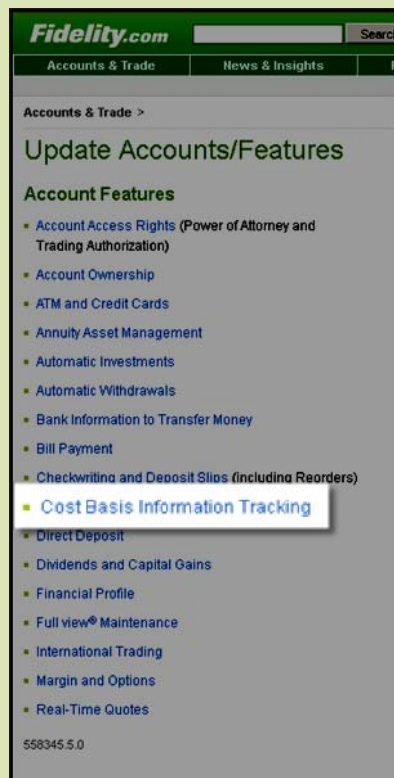 Fidelity.com
Search
Accounts & Trade News & Insights
Accounts & Trade >
Update Accounts/Features
Account Features
Account Access Rights (Power of Attorney and
Trading Authorization)
Account Ownership
ATM and Credit Cards
Annuity Asset Management
Automatic Investments
Automatic Withdrawals
Bank Information to Transfer Money
Bill Payment
Checkwriting and Deposit Slips (including Reorders)
Cost Basis Information Tracking
Direct Deposit
Dividends and Capital Gains
Financial Profile
Full view® Maintenance
International Trading
Margin and Options
Real-Time Quotes
558345.5.0